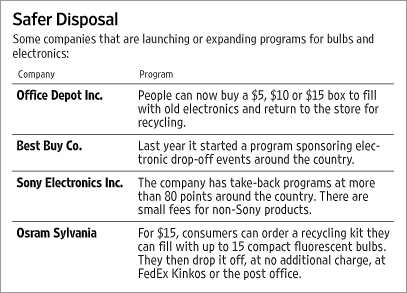 Safer Disposal
Some companies that are launching or expanding programs for bulbs and
electronics:
Company Program
Office Depot Inc. People can now buy a $5, $10 or $15 box to fill
with old electronics and return to the store for
recycling.
Best Buy Co. Last year it started a program sponsoring elec-
tronic drop-off events around the country.
Sony Electronics Inc. The company has take-back programs at more
than 80 points around the country. There are
small fees for non-Sony products.
Osram Sylvania For $15, consumers can order a recycling kit they
can fill with up to 15 compact fluorescent bulbs.
They then drop it off, at no additional charge, at
FedEx Kinkos or the post office.